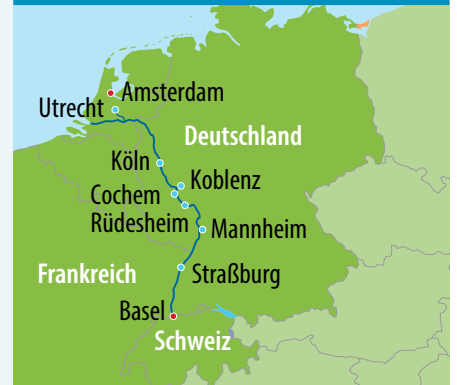 Amsterdam
Utrecht
Deutschland
Köln
Koblenz
Cochem
Rüdesheim
Mannheim
Frankreich
Straßburg
Basel
Schweiz